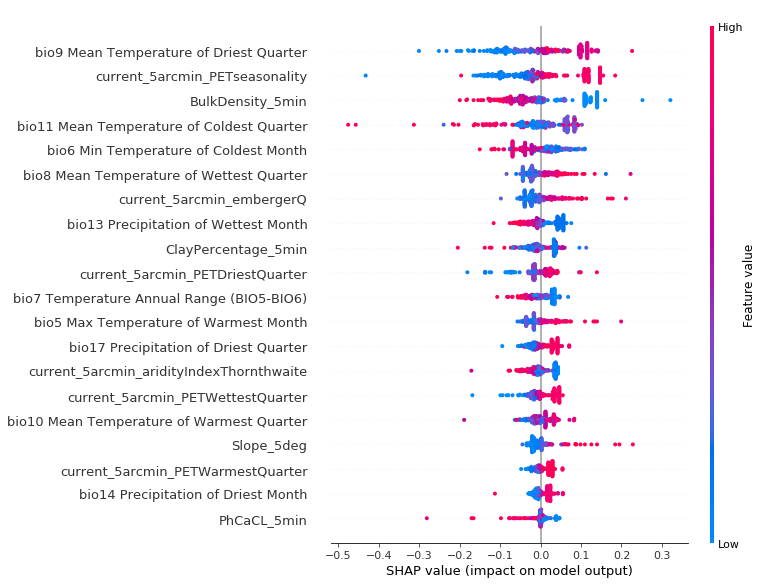 High
bio9 Mean Temperature of Driest Quarter
current_5arcmin_PETseasonality
BulkDensity_5min
bio11 Mean Temperature of Coldest Quarter
bio6 Min Temperature of Coldest Month
bio8 Mean Temperature of Wettest Quarter
current_5arcmin_embergerQ
bio13 Precipitation of Wettest Month
ClayPercentage_5min
current_5arcmin_PETDriestQuarter
bio7 Temperature Annual Range (BIO5-BIO6)
bio5 Max Temperature of Warmest Month
bio17 Precipitation of Driest Quarter
current_5arcmin_aridityIndexThornthwaite
current_5arcmin_PETWettestQuarter
bio10 Mean Temperature of Warmest Quarter
Slope_5deg
current_5arcmin_PETWarmestQuarter
bio14 Precipitation of Driest Month
PhCaCL_5min
Feature value
Low
−0.5 −0.4 −0.3 −0.2 −0.1 0.0 0.1 0.2 0.3
SHAP value (impact on model output)